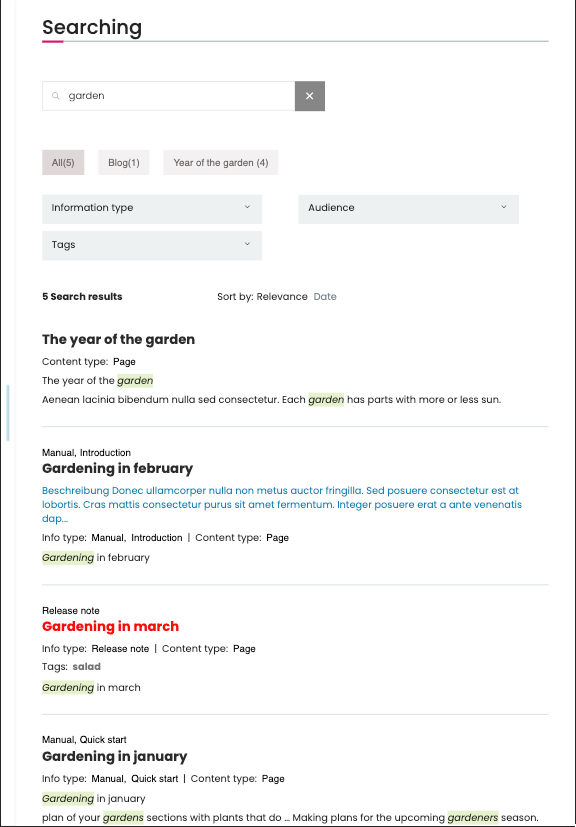 Searching
garden
All(5) Blog(1) Year of the garden (4)
Information type Audience
Tags
5 Search results Sort by: Relevance Date
The year of the garden
Content type: Page
The year of the garden
Aenean lacinia bibendum nulla sed consectetur. Each garden has parts with more or less sun.
Manual, Introduction
Gardening in february
Beschreibung Donec ullamcorper nulla non metus auctor fringilla. Sed posuere consectetur est at
lobortis. Cras mattis consectetur purus sit amet fermentum. Integer posuere erat a ante venenatis
dap...
Info type: Manual, Introduction | Content type: Page
Gardening in february
Release note
Gardening in march
Info type: Release note | Content type: Page
Tags: salad
Gardening in march
Manual, Quick start
Gardening in january
Info type: Manual, Quick start | Content type: Page
Gardening in january
plan of your gardens sections with plants that do ... Making plans for the upcoming gardeners season.